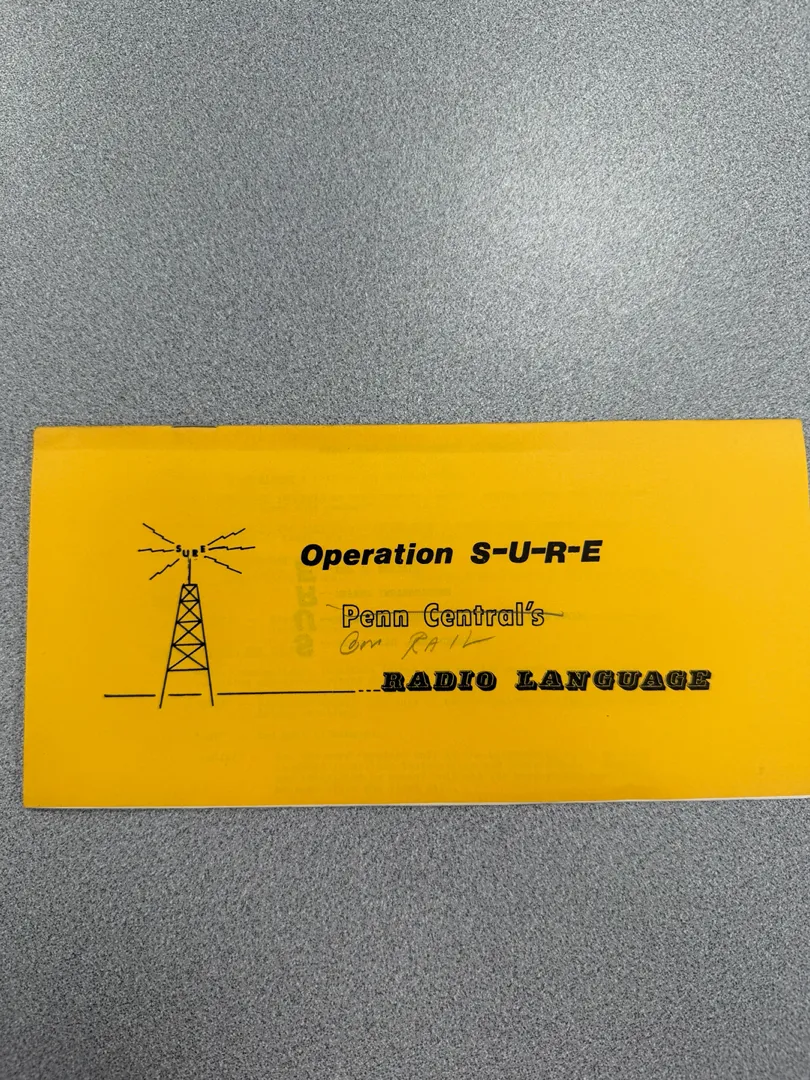 SURE
Operation S-U-R-E
Penn Central's
Con RAIL
RADIO LANGUAGE